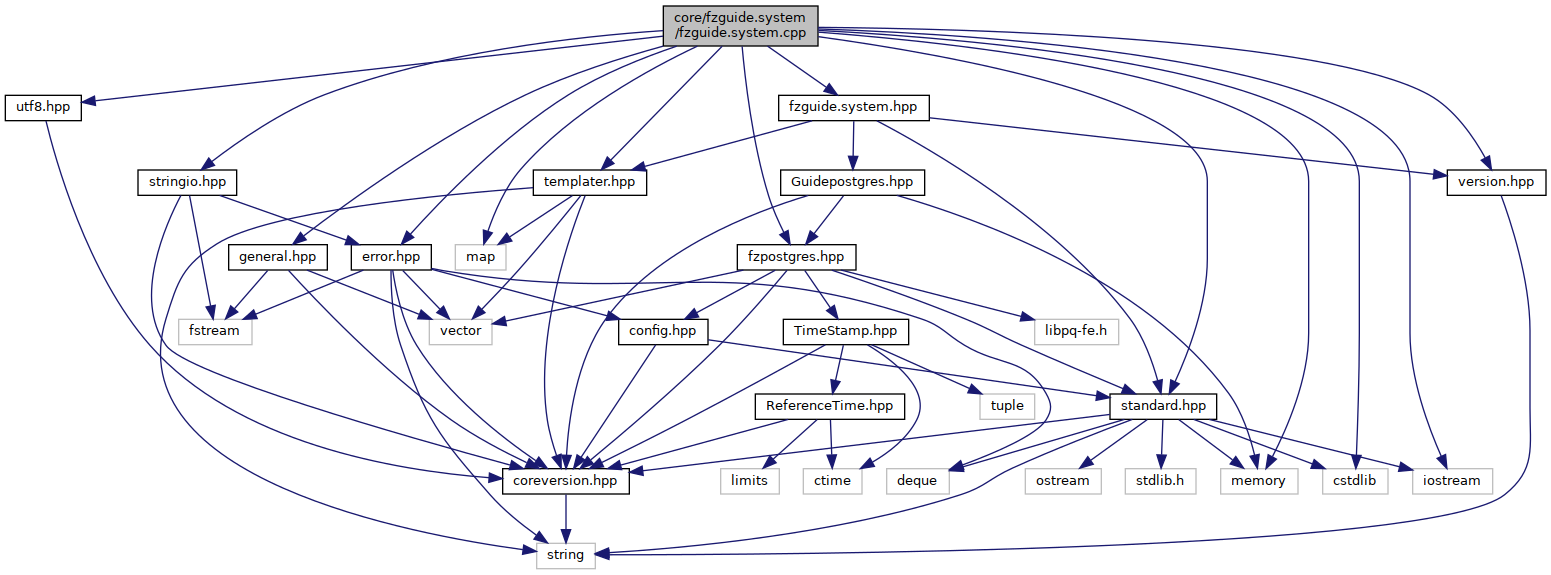 core/fzguide.system
/fzguide.system.cpp
utf8.hpp
fzguide.system.hpp
stringio.hpp
templater.hpp
Guidepostgres.hpp
version.hpp
general.hpp
error.hpp
map
fzpostgres.hpp
fstream
vector
config.hpp
TimeStamp.hpp
libpq-fe.h
ReferenceTime.hpp
tuple
standard.hpp
coreversion.hpp
limits
ctime
deque
ostream
stdlib.h
memory
cstdlib
iostream
string